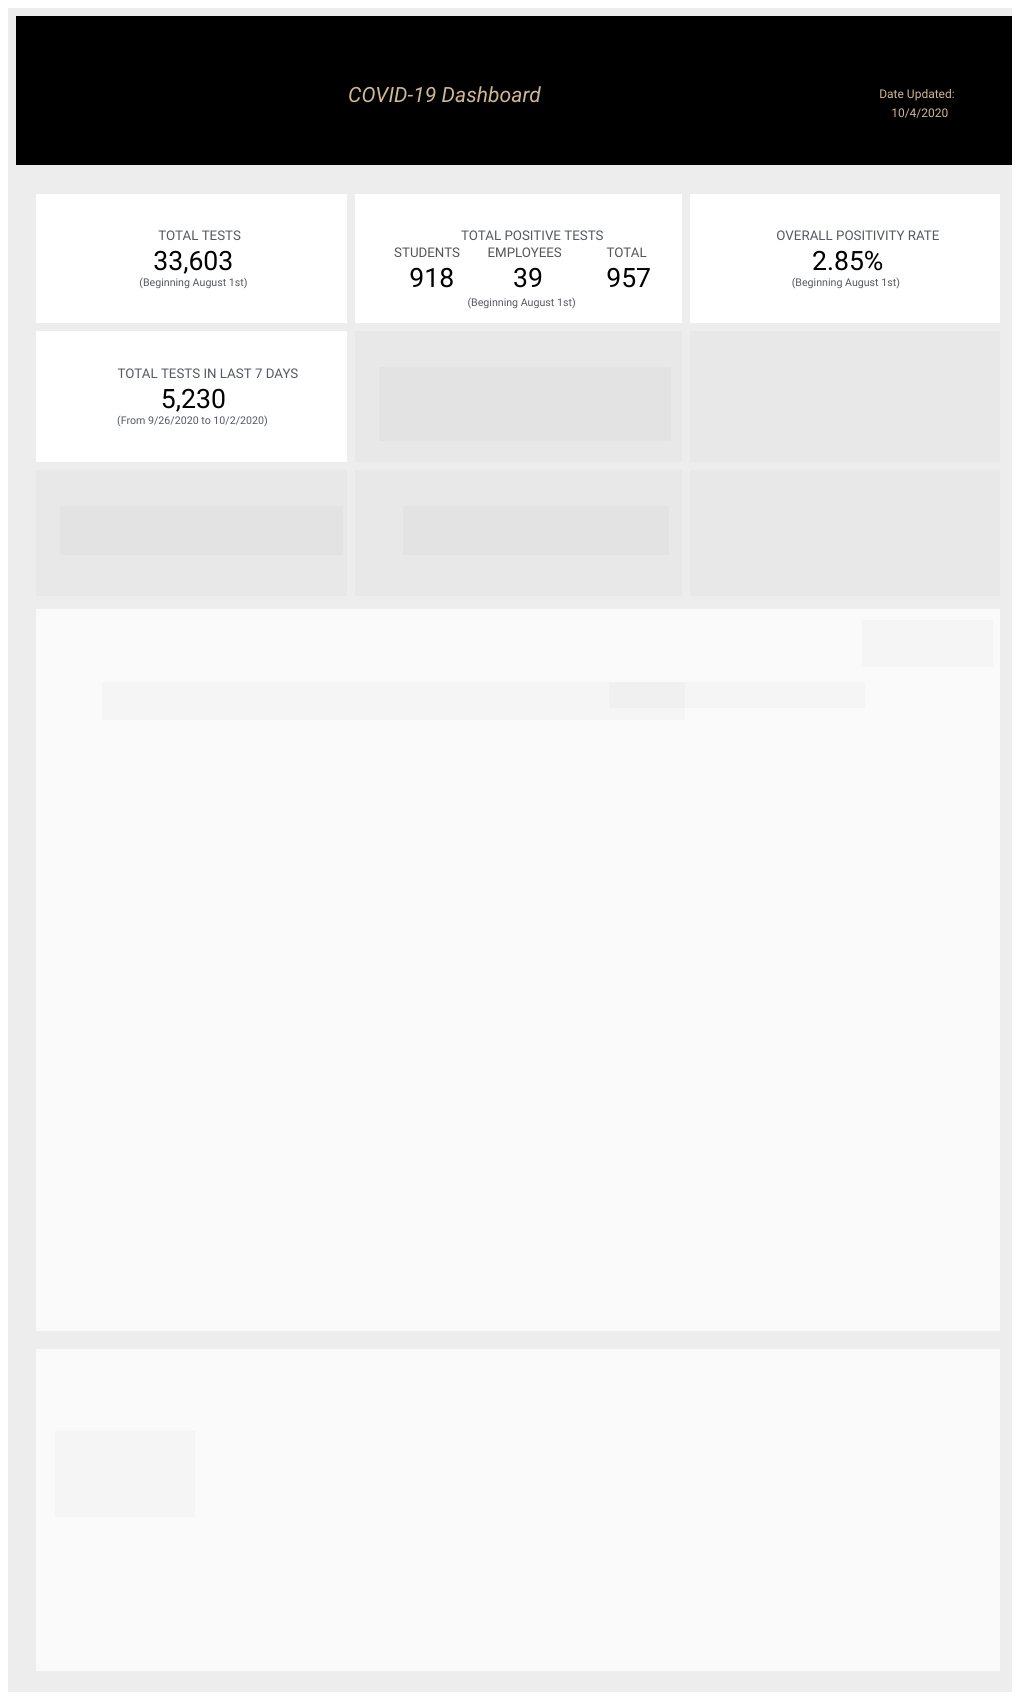 COVID-19 Dashboard
Date Updated:
10/4/2020
TOTAL TESTS
33,603
(Beginning August 1st)
TOTAL POSITIVE TESTS
STUDENTS EMPLOYEES TOTAL
918 39 957
(Beginning August 1st)
OVERALL POSITIVITY RATE
2.85%
(Beginning August 1st)
TOTAL TESTS IN LAST 7 DAYS
5,230
(From 9/26/2020 to 10/2/2020)